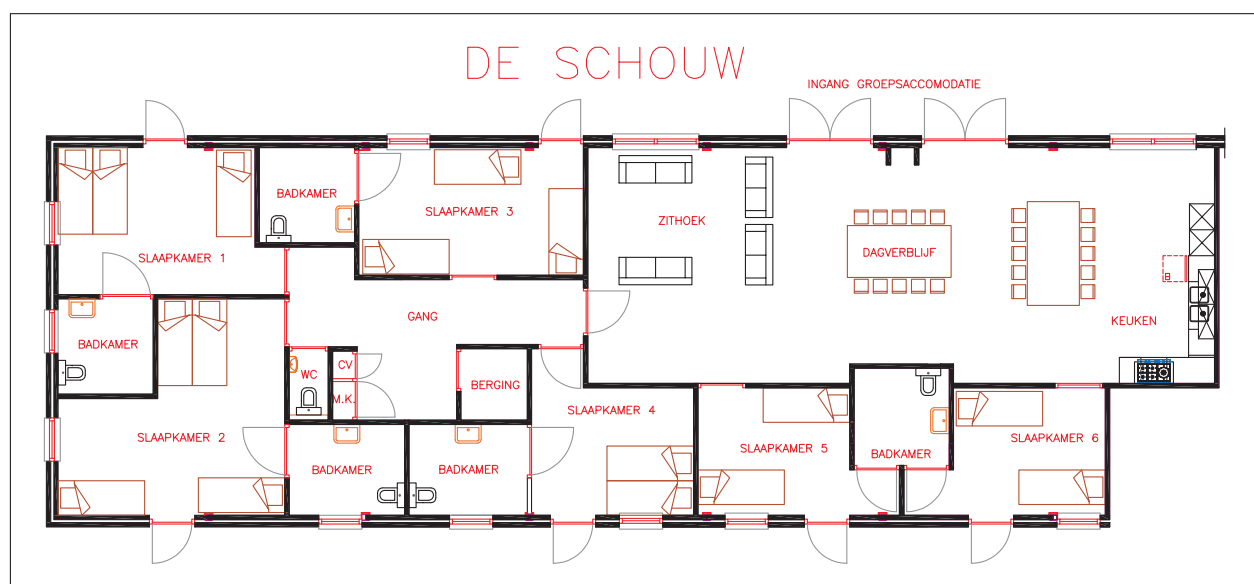 DE SCHOUW
INGANG GROEPSACCOMODATIE
BADKAMER
SLAAPKAMER 3
ZITHOEK
SLAAPKAMER 1
DAGVERBLIJF
GANG
KEUKEN
BADKAMER
WC
CV
M.K.
BERGING
SLAAPKAMER 4
SLAAPKAMER 2
SLAAPKAMER 5
SLAAPKAMER 6
BADKAMER
BADKAMER
BADKAMER